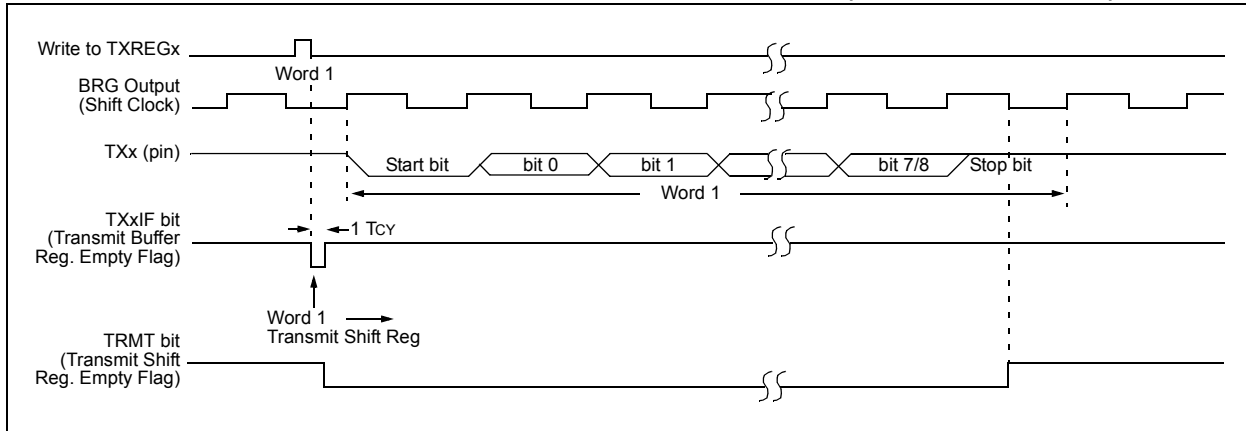 Write to TXREGx
Word 1
BRG Output
(Shift Clock)
TXx (pin)
Start bit
bit 0
bit 1
bit 7/8
Stop bit
Word 1
TXxIF bit
(Transmit Buffer
Reg. Empty Flag)
1 TCY
Word 1
Transmit Shift Reg
TRMT bit
(Transmit Shift
Reg. Empty Flag)